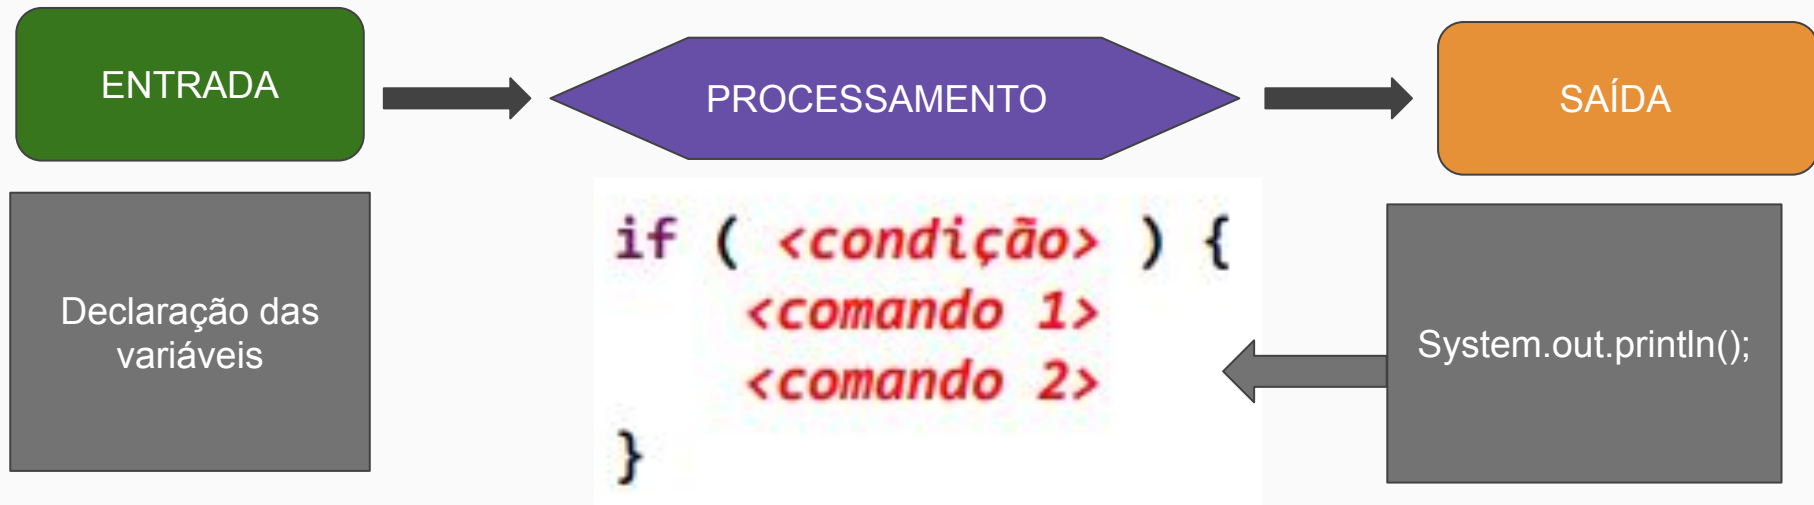 ENTRADA
PROCESSAMENTO
SAÍDA
Declaração das
variáveis
if ( <condição> ) {
<comando 1>
<comando 2>
}
System.out.println();